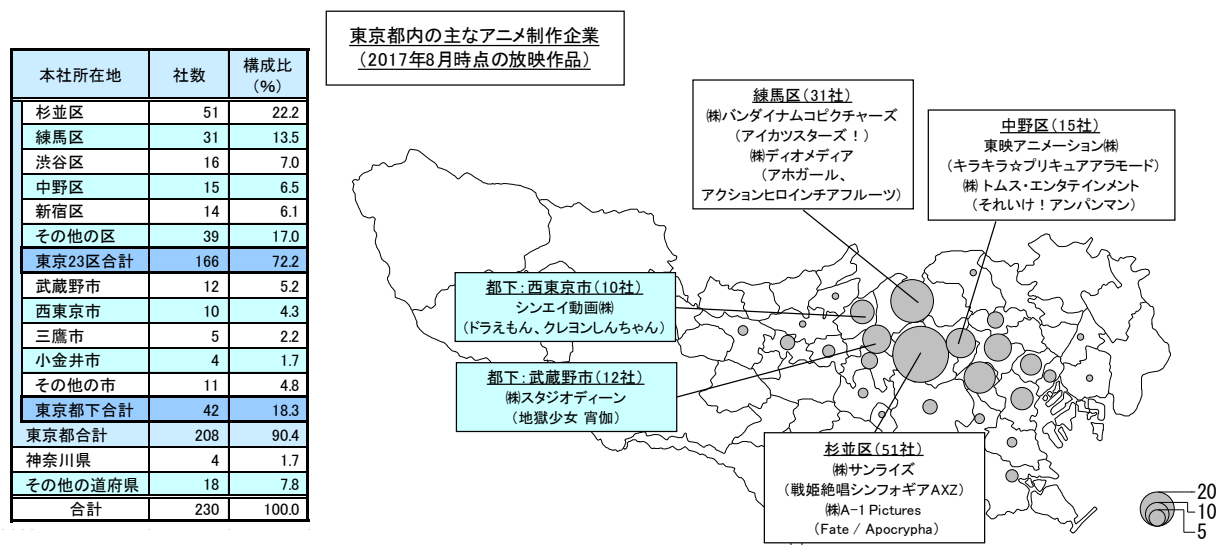 東京都内の主なアニメ制作企業
(2017年8月時点の放映作品)
本社所在地 社数 構成比(%)
杉並区 51 22.2
練馬区 31 13.5
渋谷区 16 7.0
中野区 15 6.5
新宿区 14 6.1
その他の区 39 17.0
東京23区合計 166 72.2
武蔵野市 12 5.2
西東京市 10 4.3
三鷹市 5 2.2
小金井市 4 1.7
その他の市 11 4.8
東京都下合計 42 18.3
東京都合計 208 90.4
神奈川県 4 1.7
その他の道府県 18 7.8
合計 230 100.0
練馬区(31社)
㈱バンダイナムコピクチャーズ
(アイカツスターズ!)
㈱ディオメディア
(アホガール、
アクションヒロインチアフルーツ)
中野区(15社)
東映アニメーション㈱
(キラキラ☆プリキュアアラモード)
㈱トムス・エンタテインメント
(それいけ!アンパンマン)
都下:西東京市(10社)
シンエイ動画㈱
(ドラえもん、クレヨンしんちゃん)
都下:武蔵野市(12社)
㈱スタジオディーン
(地獄少女 宵伽)
杉並区(51社)
㈱サンライズ
(戦姫絶唱シンフォギアAXZ)
㈱A-1 Pictures
(Fate / Apocrypha)
20
10
5